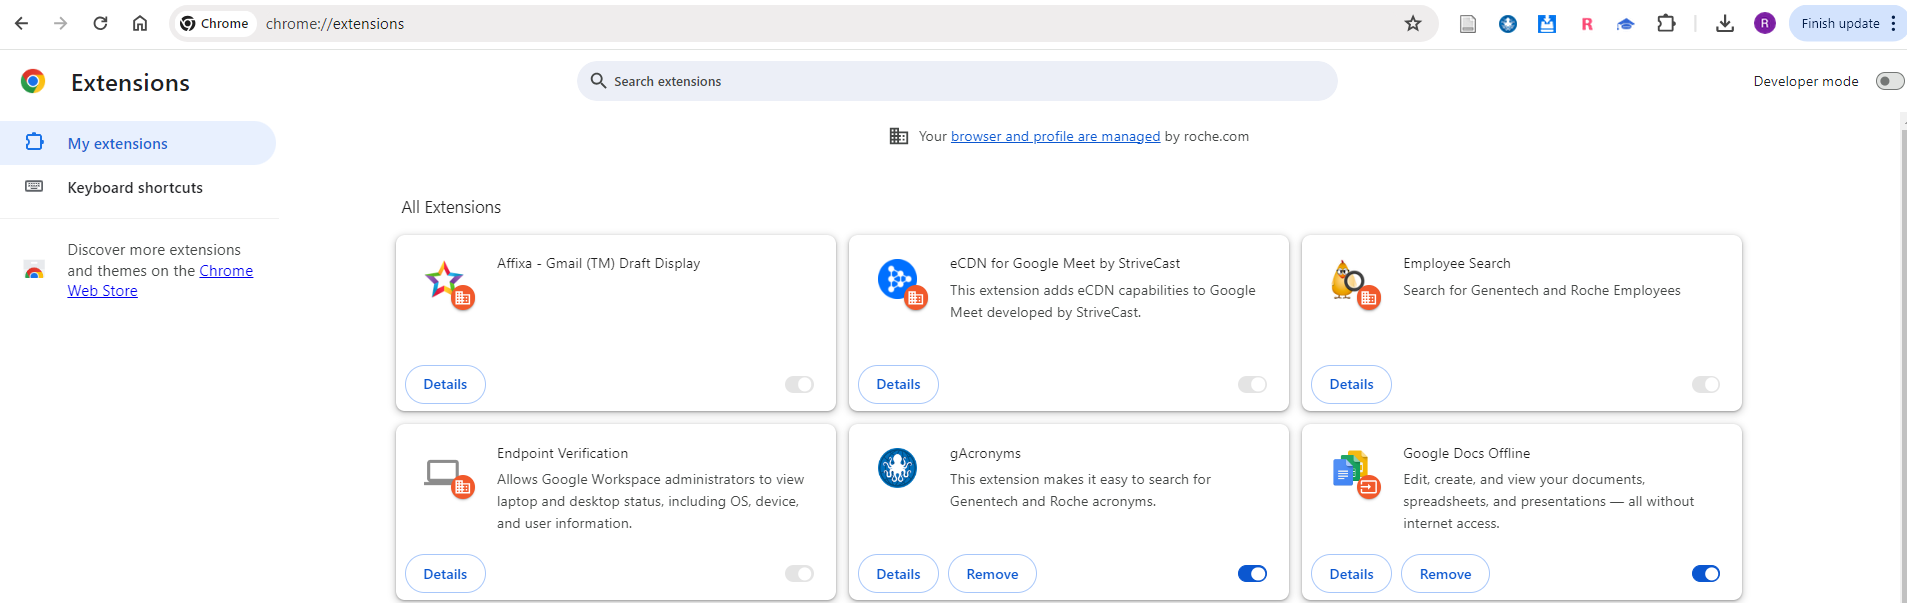 Chrome
chrome://extensions
R
R
Finish update
Extensions
Search extensions
Developer mode
My extensions
Keyboard shortcuts
Discover more extensions
and themes on the Chrome
Web Store
Your browser and profile are managed by roche.com
All Extensions
Affixa - Gmail (TM) Draft Display
Details
eCDN for Google Meet by StriveCast
This extension adds eCDN capabilities to Google
Meet developed by StriveCast.
Details
Employee Search
Search for Genentech and Roche Employees
Details
Endpoint Verification
Allows Google Workspace administrators to view
laptop and desktop status, including OS, device,
and user information.
Details
gAcronyms
This extension makes it easy to search for
Genentech and Roche acronyms.
Details
Remove
Google Docs Offline
Edit, create, and view your documents,
spreadsheets, and presentations — all without
internet access.
Details
Remove